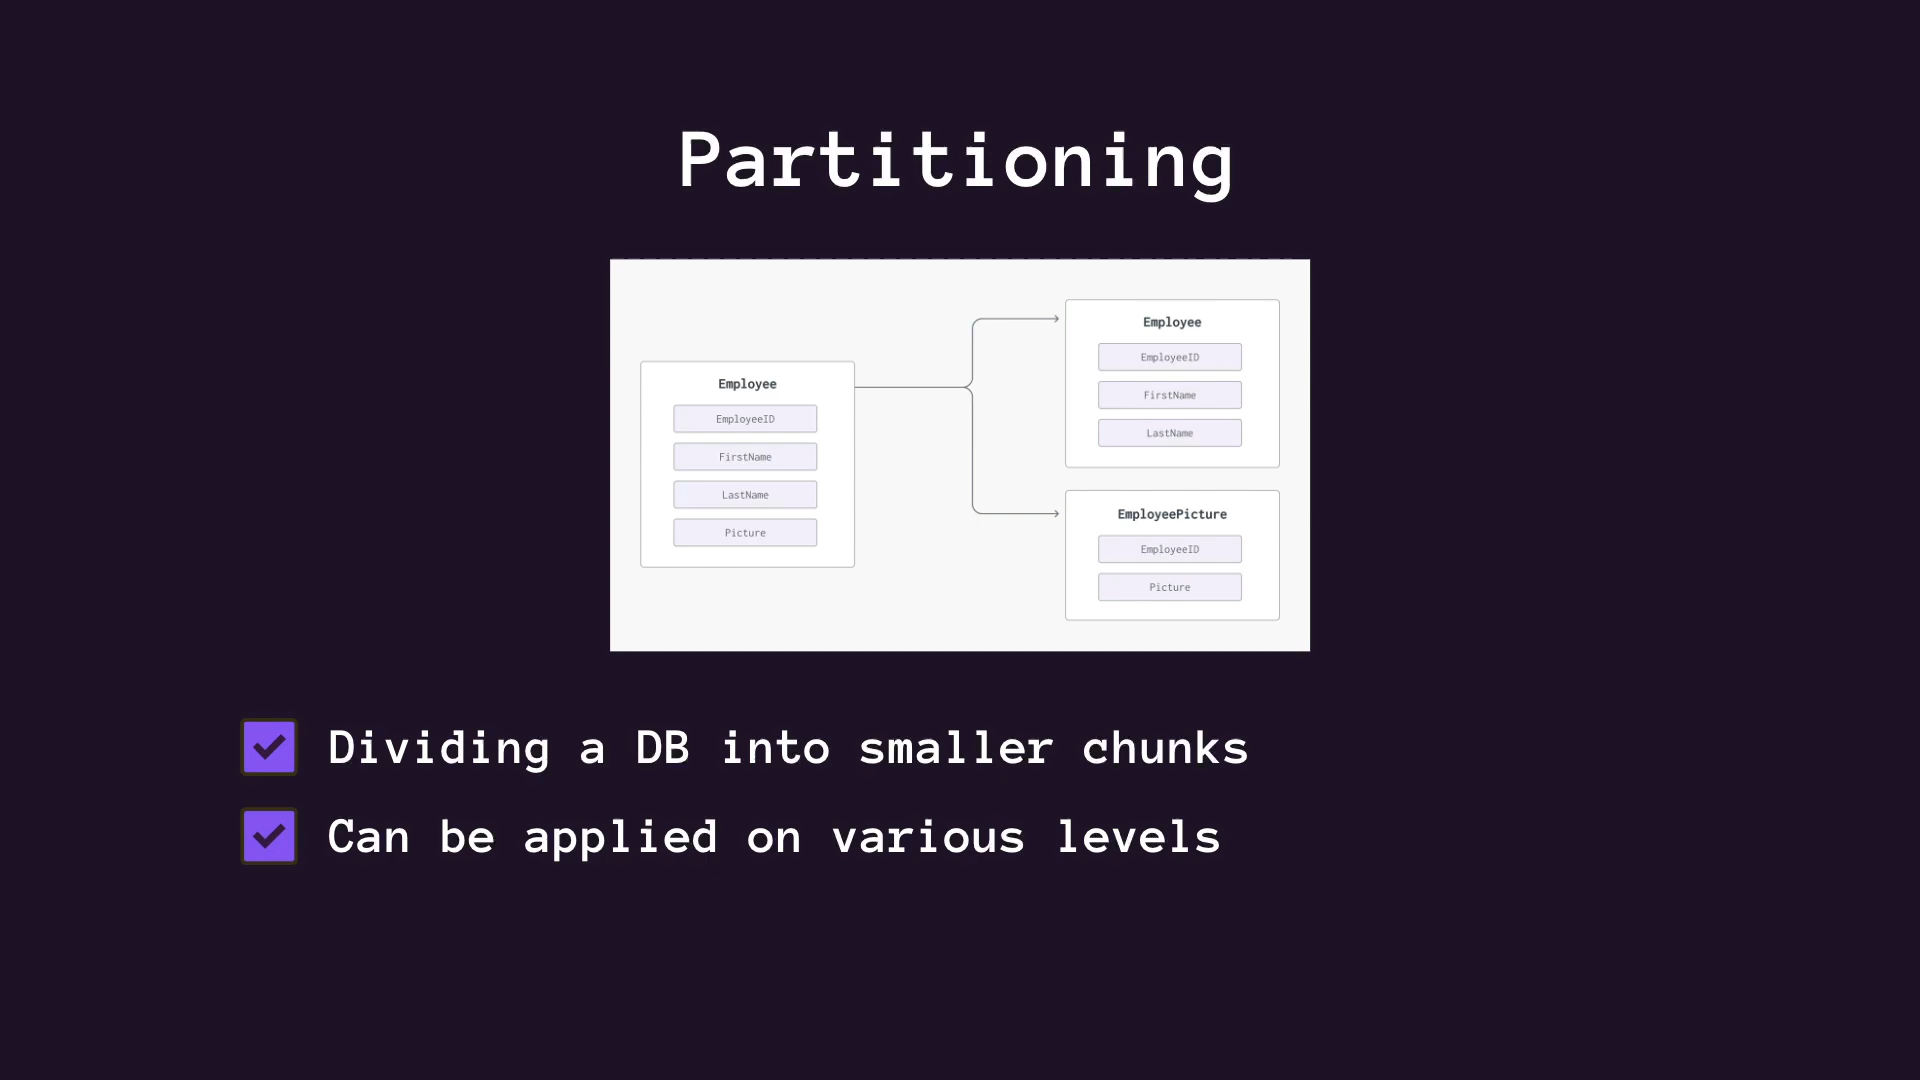 Partitioning
Employee
EmployeeID
FirstName
LastName
Picture
Employee
EmployeeID
FirstName
LastName
EmployeePicture
EmployeeID
Picture
Dividing a DB into smaller chunks
Can be applied on various levels